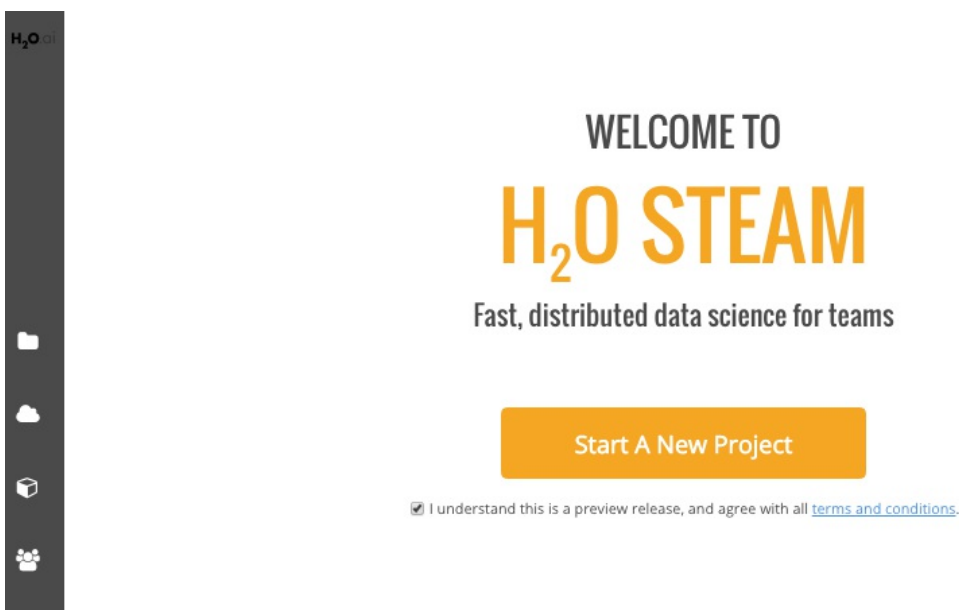 H₂O.ai
WELCOME TO
H₂O STEAM
Fast, distributed data science for teams
Start A New Project
I understand this is a preview release, and agree with all terms and conditions.